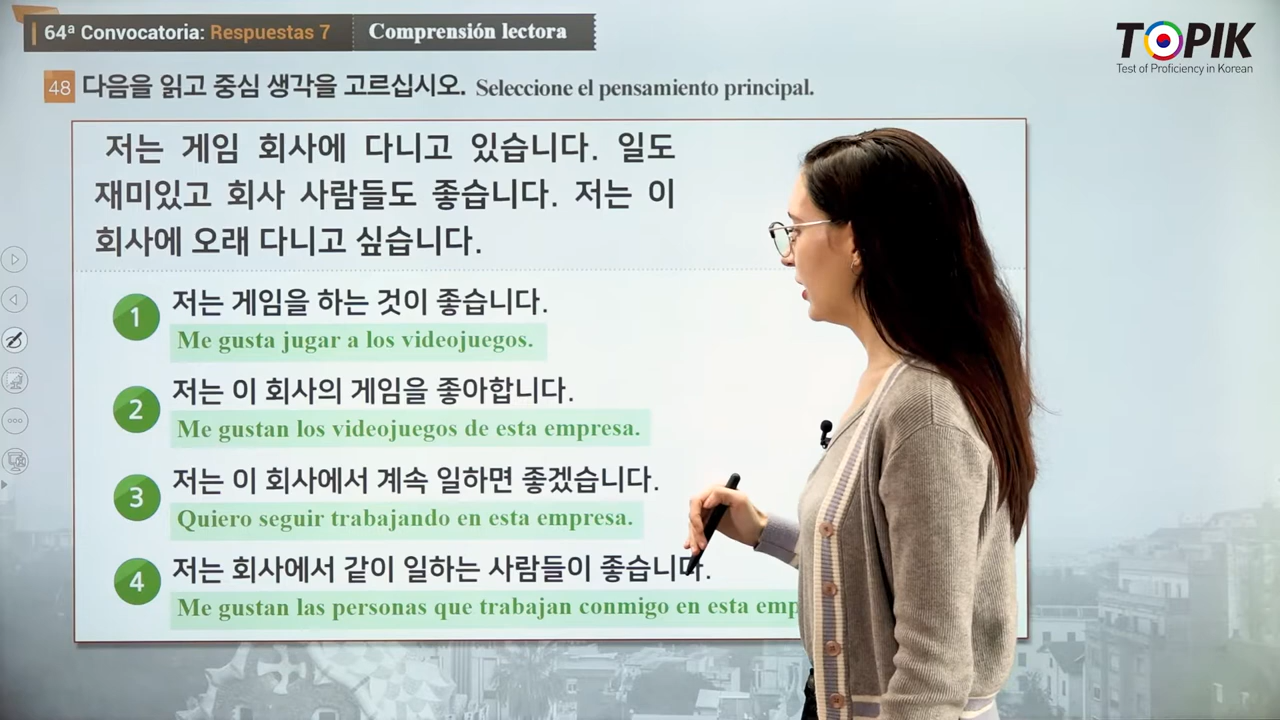 64ª Convocatoria: Respuestas 7 Comprensión lectora
TOPIK
Test of Proficiency in Korean
48 다음을 읽고 중심 생각을 고르십시오. Seleccione el pensamiento principal.
저는 게임 회사에 다니고 있습니다. 일도
재미있고 회사 사람들도 좋습니다. 저는 이
회사에 오래 다니고 싶습니다.
1 저는 게임을 하는 것이 좋습니다.
Me gusta jugar a los videojuegos.
2 저는 이 회사의 게임을 좋아합니다.
Me gustan los videojuegos de esta empresa.
3 저는 이 회사에서 계속 일하면 좋겠습니다.
Quiero seguir trabajando en esta empresa.
4 저는 회사에서 같이 일하는 사람들이 좋습니다.
Me gustan las personas que trabajan conmigo en esta emp